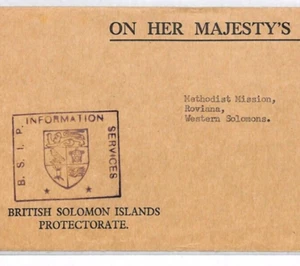 ON HER MAJESTY'S
Methodist Mission,
Roviana,
Western Solomons.
B. S. I. P. INFORMATION SERVICES
BRITISH SOLOMON ISLANDS
PROTECTORATE.